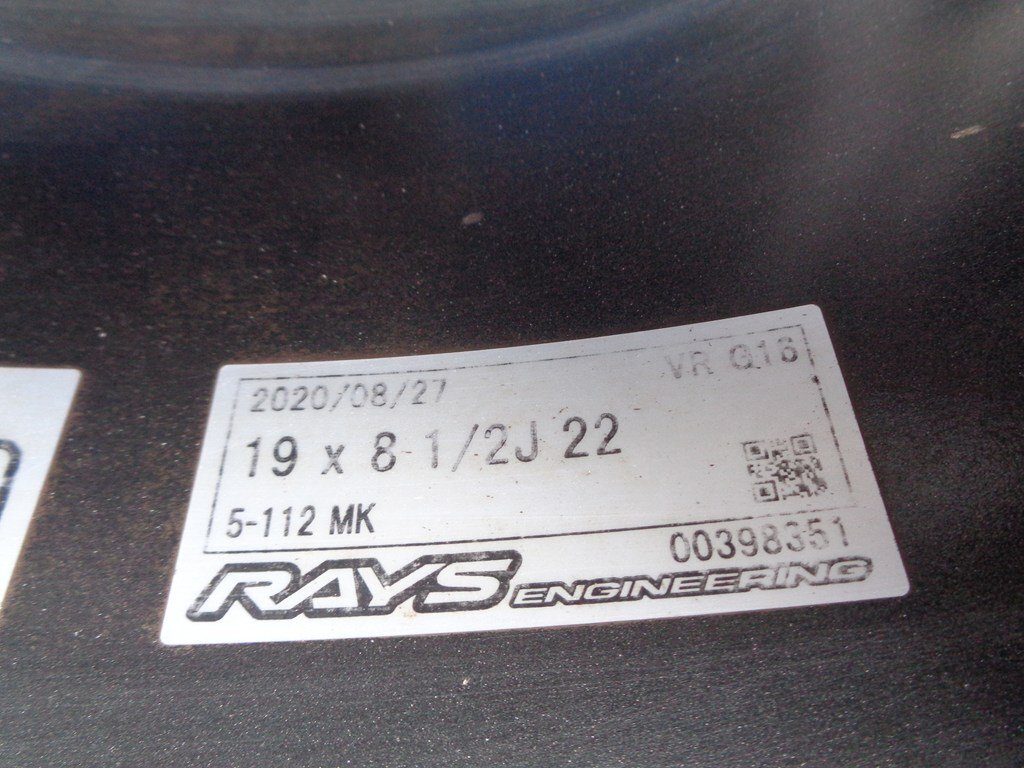 2020/08/27
VR G16
19 x 8 1/2J 22
5-112 MK
00398351
RAYS ENGINEERING